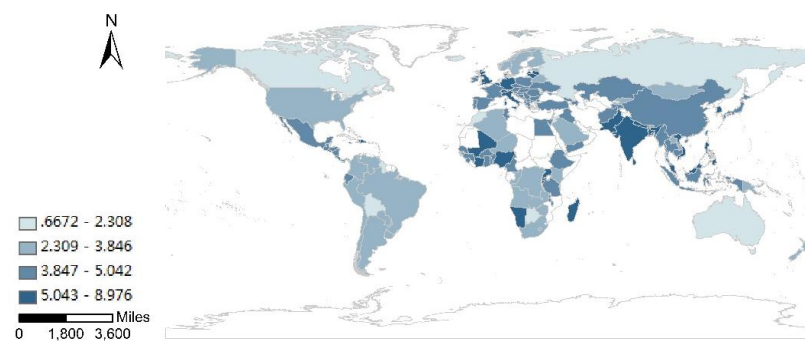 N
.6672 - 2.308
2.309 - 3.846
3.847 - 5.042
5.043 - 8.976
Miles
0 1,800 3,600